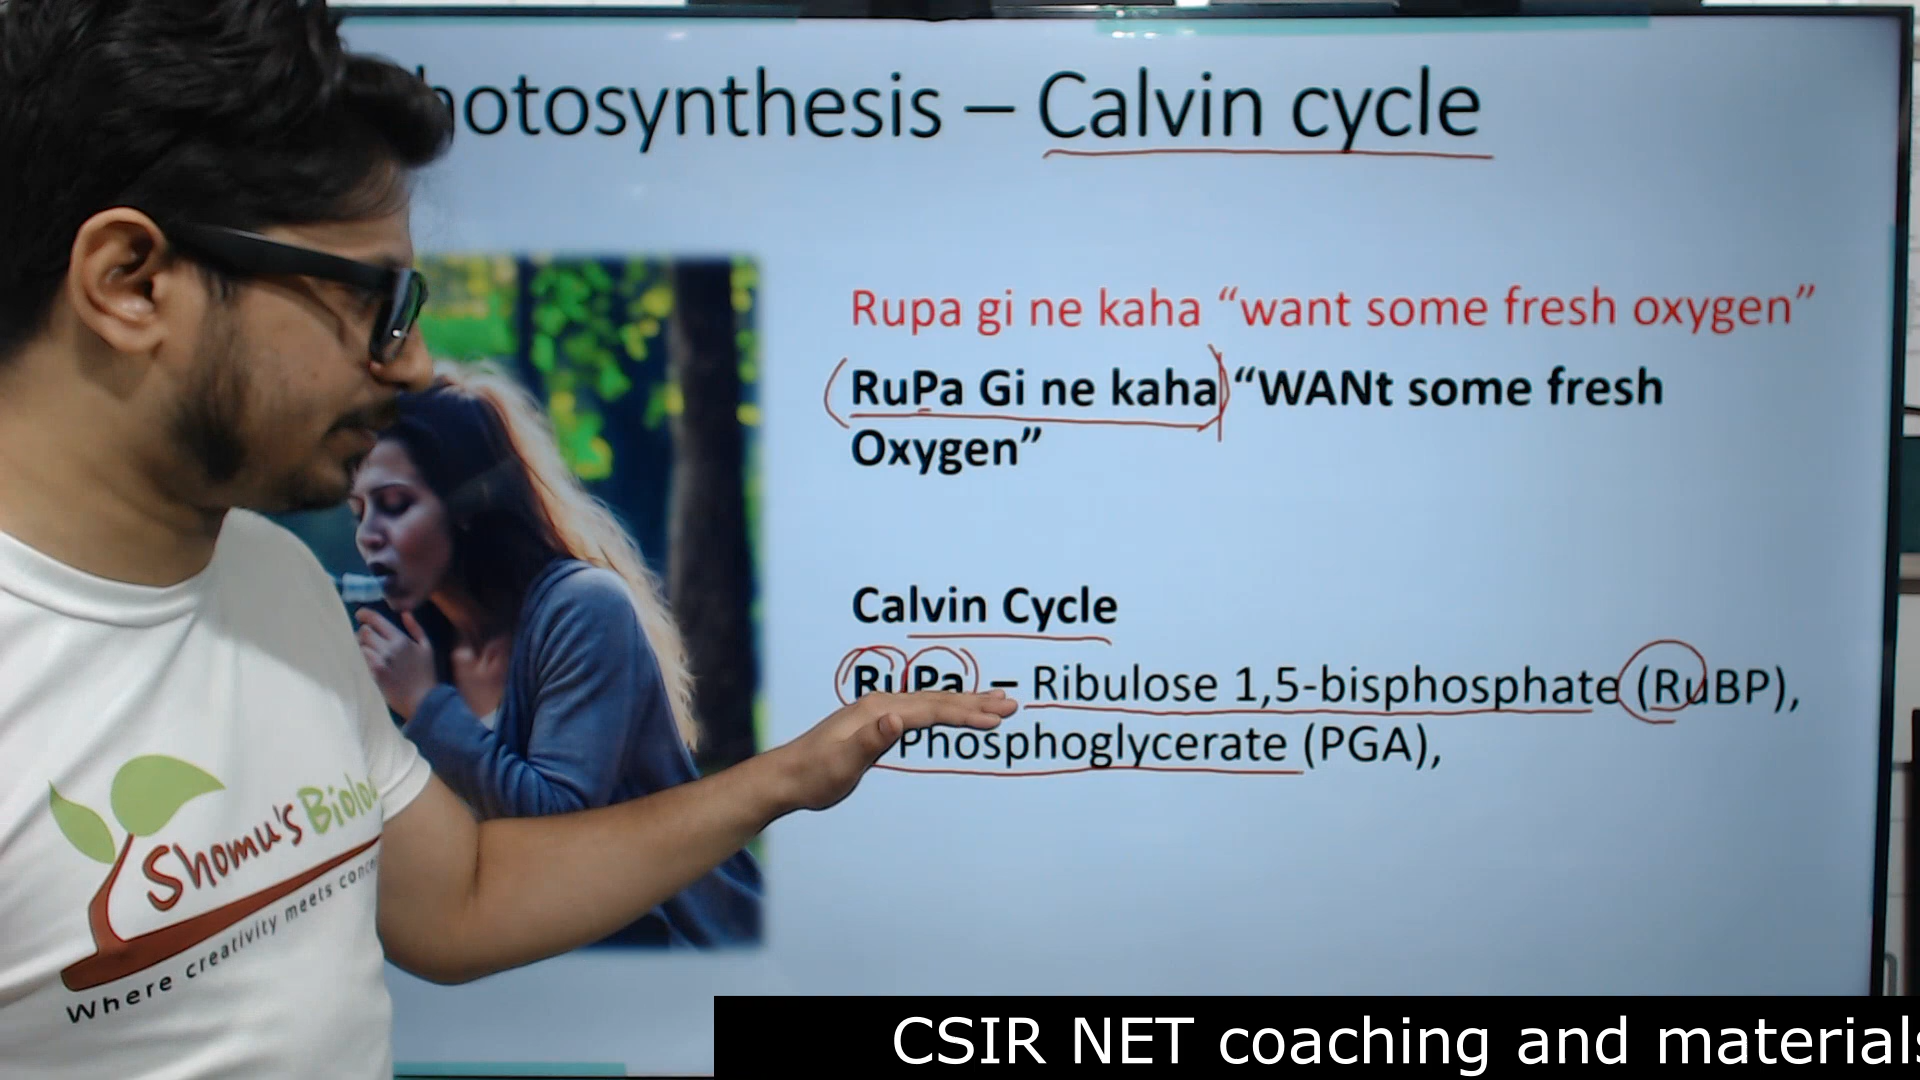 hotosynthesis – Calvin cycle
Rupa gi ne kaha “want some fresh oxygen”
RuPa Gi ne kaha “WANt some fresh
Oxygen”
Calvin Cycle
RuPa – Ribulose 1,5-bisphosphate (RuBP),
Phosphoglycerate (PGA),
Shomu's Biolo
Where creativity meets conce
CSIR NET coaching and materials